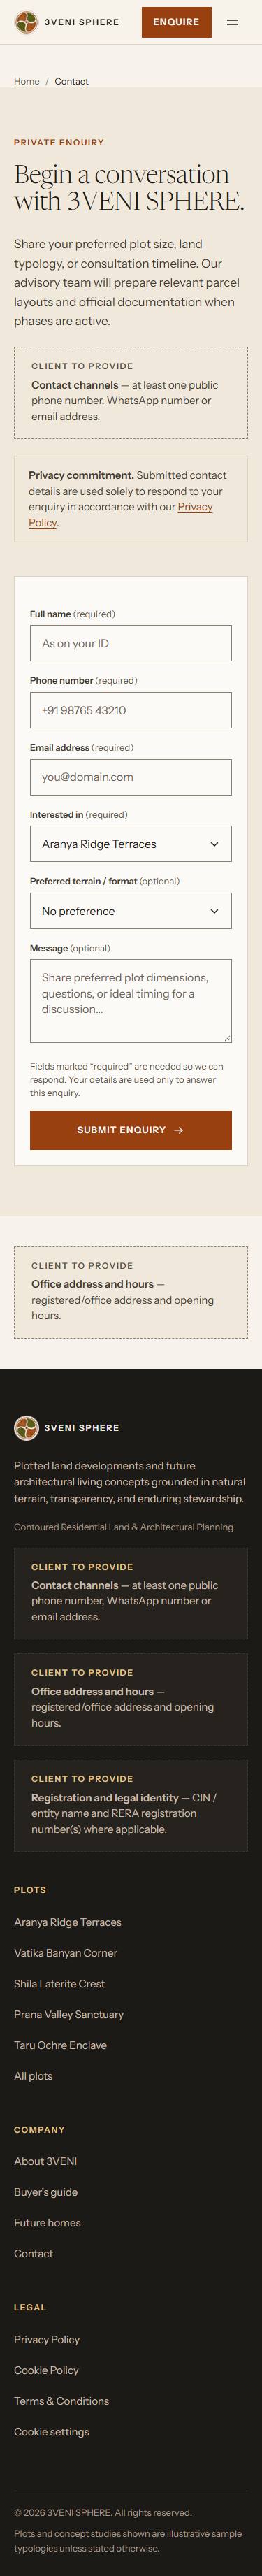 3VENI SPHERE
ENQUIRE
Home / Contact
PRIVATE ENQUIRY
Begin a conversation
with 3VENI SPHERE.
Share your preferred plot size, land
typology, or consultation timeline. Our
advisory team will prepare relevant parcel
layouts and official documentation when
phases are active.
CLIENT TO PROVIDE
Contact channels — at least one public
phone number, WhatsApp number or
email address.
Privacy commitment. Submitted contact
details are used solely to respond to your
enquiry in accordance with our Privacy
Policy.
Full name (required)
As on your ID
Phone number (required)
+91 98765 43210
Email address (required)
you@domain.com
Interested in (required)
Aranya Ridge Terraces
Preferred terrain / format (optional)
No preference
Message (optional)
Share preferred plot dimensions,
questions, or ideal timing for a
discussion...
Fields marked “required” are needed so we can
respond. Your details are used only to answer
this enquiry.
SUBMIT ENQUIRY →
CLIENT TO PROVIDE
Office address and hours —
registered/office address and opening
hours.
3VENI SPHERE
Plotted land developments and future
architectural living concepts grounded in natural
terrain, transparency, and enduring stewardship.
Contoured Residential Land & Architectural Planning
CLIENT TO PROVIDE
Contact channels — at least one public
phone number, WhatsApp number or
email address.
CLIENT TO PROVIDE
Office address and hours —
registered/office address and opening
hours.
CLIENT TO PROVIDE
Registration and legal identity — CIN /
entity name and RERA registration
number(s) where applicable.
PLOTS
Aranya Ridge Terraces
Vatika Banyan Corner
Shila Laterite Crest
Prana Valley Sanctuary
Taru Ochre Enclave
All plots
COMPANY
About 3VENI
Buyer's guide
Future homes
Contact
LEGAL
Privacy Policy
Cookie Policy
Terms & Conditions
Cookie settings
© 2026 3VENI SPHERE. All rights reserved.
Plots and concept studies shown are illustrative sample
typologies unless stated otherwise.